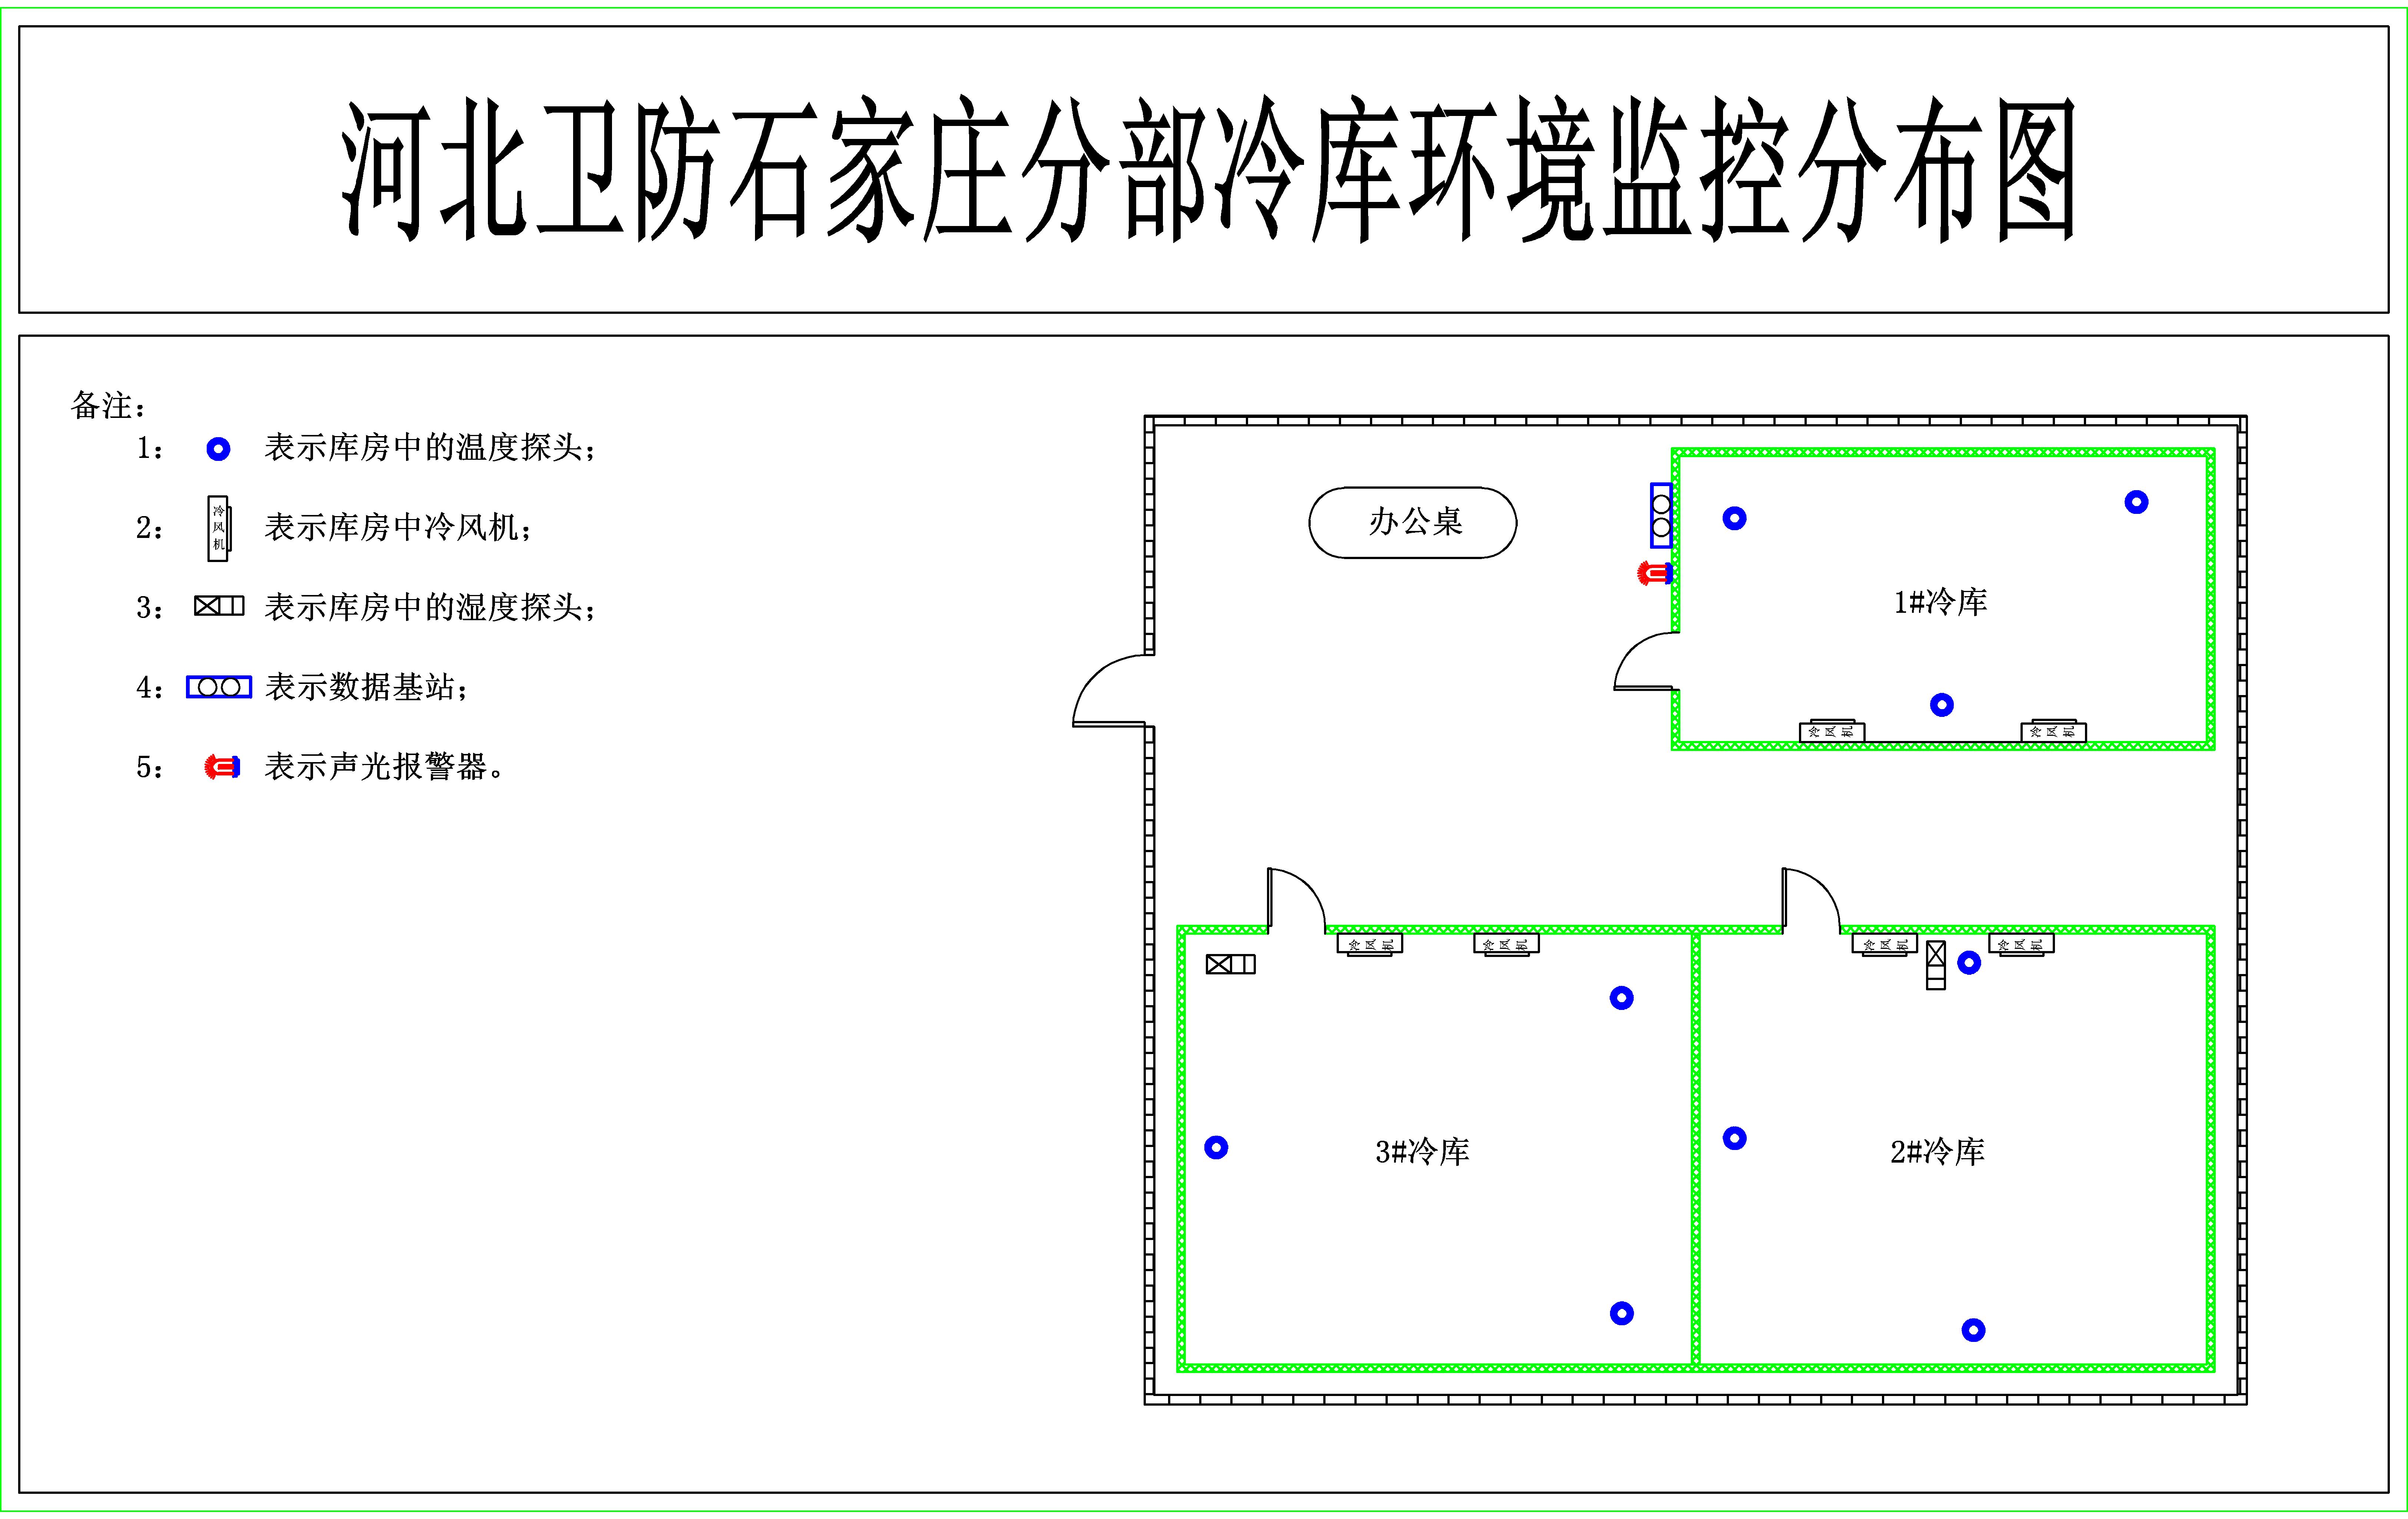 河北卫防石家庄分部冷库环境监控分布图
备注：
1： 表示库房中的温度探头；
2： 冷风机 表示库房中冷风机；
3： 表示库房中的湿度探头；
4： 表示数据基站；
5： 表示声光报警器。
办公桌
1#冷库
冷风机 冷风机
冷风机 冷风机 冷风机 冷风机
3#冷库 2#冷库